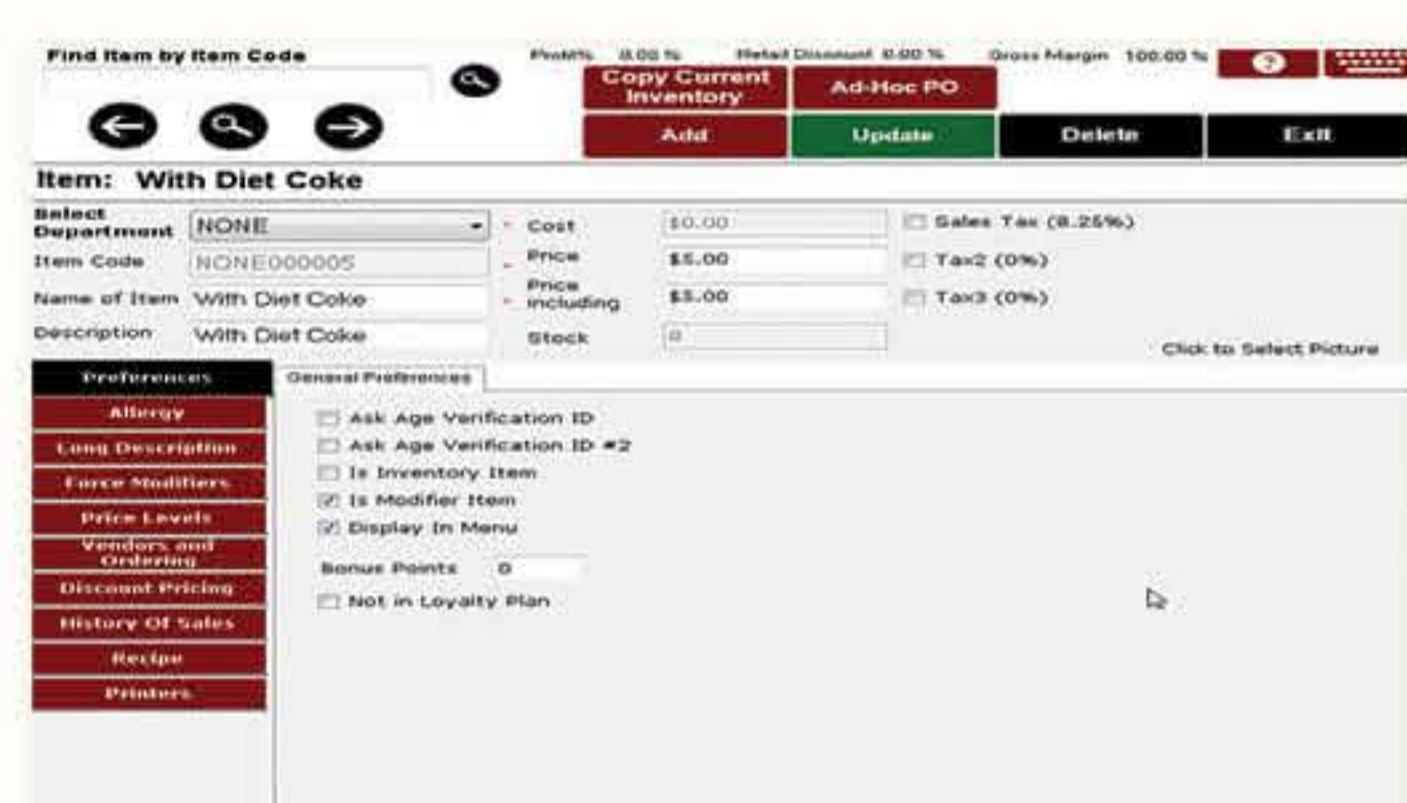 Find Item by Item Code
Profit% 0.00 % Retail Discount 0.00 % Gross Margin 100.00 %
?
Copy Current
Inventory
Ad-Hoc PO
Add
Update
Delete
Exit
Item: With Diet Coke
Select
Department
NONE
* Cost
$0.00
Sales Tax (8.25%)
Item Code
NONE000005
Price
$5.00
Tax2 (0%)
Name of Item
With Diet Coke
* Price
including
$5.00
Tax3 (0%)
Description
With Diet Coke
Stock
0
Click to Select Picture
Preferences
General Preferences
Allergy
Long Description
Force Modifiers
Price Levels
Vendors and
Ordering
Discount Pricing
History Of Sales
Recipe
Printers
Ask Age Verification ID
Ask Age Verification ID #2
Is Inventory Item
Is Modifier Item
Display In Menu
Bonus Points 0
Not in Loyalty Plan